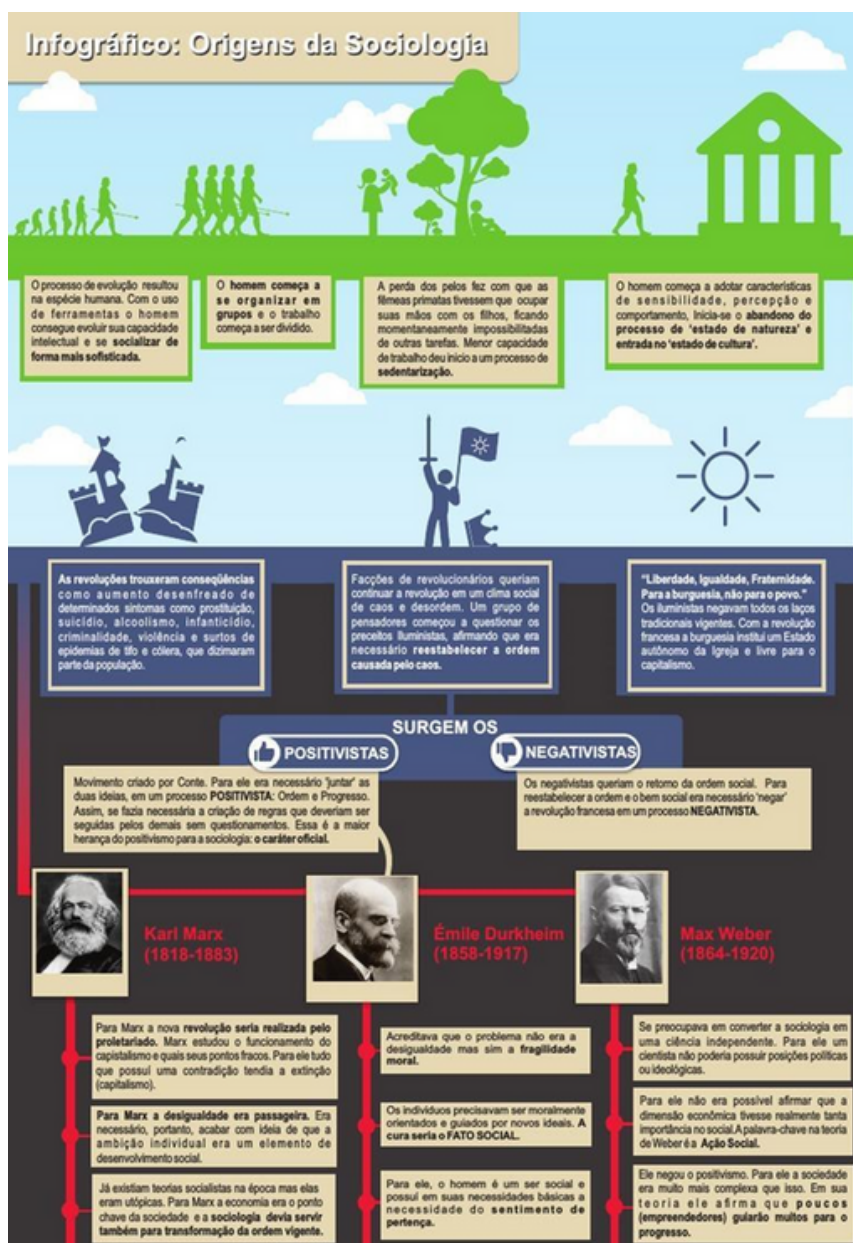 Infográfico: Origens da Sociologia
O processo de evolução resultou
na espécie humana. Com o uso
de ferramentas o homem
consegue evoluir sua capacidade
intelectual e se socializar de
forma mais sofisticada.
O homem começa a
se organizar em
grupos e o trabalho
começa a ser dividido.
A perda dos pelos fez com que as
fêmeas primatas tivessem que ocupar
suas mãos com os filhos, ficando
momentaneamente impossibilitadas
de outras tarefas. Menor capacidade
de trabalho deu inicio a um processo de
sedentarização.
O homem começa a adotar características
de sensibilidade, percepção e
comportamento, Inicia-se o abandono do
processo de 'estado de natureza' e
entrada no 'estado de cultura'.
As revoluções trouxeram conseqüências
como aumento desenfreado de
determinados sintomas como prostituição,
suicídio, alcoolismo, infanticídio,
criminalidade, violência e surtos de
epidemias de tifo e cólera, que dizimaram
parte da população.
Facções de revolucionários queriam
continuar a revolução em um clima social
de caos e desordem. Um grupo de
pensadores começou a questionar os
preceitos Iluministas, afirmando que era
necessário reestabelecer a ordem
causada pelo caos.
"Liberdade, Igualdade, Fraternidade.
Para a burguesia, não para o povo."
Os iluministas negavam todos os laços
tradicionais vigentes. Com a revolução
francesa a burguesia institui um Estado
autônomo da Igreja e livre para o
capitalismo.
SURGEM OS
POSITIVISTAS
NEGATIVISTAS
Movimento criado por Conte. Para ele era necessário 'juntar' as
duas ideias, em um processo POSITIVISTA: Ordem e Progresso.
Assim, se fazia necessária a criação de regras que deveriam ser
seguidas pelos demais sem questionamentos. Essa é a maior
herança do positivismo para a sociologia: o caráter oficial.
Os negativistas queriam o retorno da ordem social. Para
reestabelecer a ordem e o bem social era necessário 'negar'
a revolução francesa em um processo NEGATIVISTA.
Karl Marx
(1818-1883)
Para Marx a nova revolução seria realizada pelo
proletariado. Marx estudou o funcionamento do
capistalismo e quais seus pontos fracos. Para ele tudo
que possuí uma contradição tendia a extinção
(capitalismo).
Para Marx a desigualdade era passageira. Era
necessário, portanto, acabar com ideia de que a
ambição individual era um elemento de
desenvolvimento social.
Já existiam teorias socialistas na época mas elas
eram utópicas. Para Marx a economia era o ponto
chave da sociedade e a sociologia devia servir
também para transformação da ordem vigente.
Émile Durkheim
(1858-1917)
Acreditava que o problema não era a
desigualdade mas sim a fragilidade
moral.
Os individuos precisavam ser moralmente
orientados e guiados por novos ideais. A
cura seria o FATO SOCIAL.
Para ele, o homem é um ser social e
possui em suas necessidades básicas a
necessidade do sentimento de
pertença.
Max Weber
(1864-1920)
Se preocupava em converter a sociologia em
uma ciência independente. Para ele um
cientista não poderia possuir posições políticas
ou ideológicas.
Para ele não era possível afirmar que a
dimensão econômica tivesse realmente tanta
importância no social. A palavra-chave na teoria
de Weber é a Ação Social.
Ele negou o positivismo. Para ele a sociedade
era muito mais complexa que isso. Em sua
teoria ele afirma que poucos
(empreendedores) guiarão muitos para o
progresso.